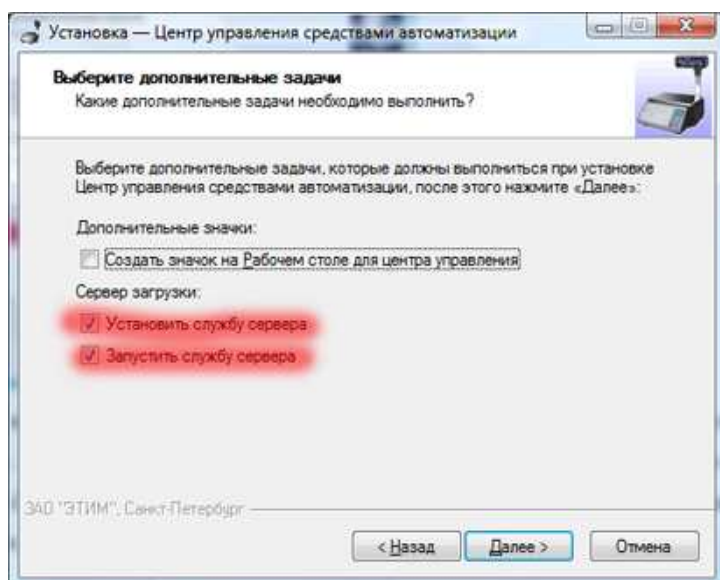 Установка — Центр управления средствами автоматизации
Выберите дополнительные задачи
Какие дополнительные задачи необходимо выполнить?
Выберите дополнительные задачи, которые должны выполниться при установке
Центр управления средствами автоматизации, после этого нажмите «Далее»:
Дополнительные значки:
Создать значок на Рабочем столе для центра управления
Сервер загрузки:
Установить службу сервера
Запустить службу сервера
ЗАО "ЭТИМ", Санкт-Петербург
< Назад
Далее >
Отмена